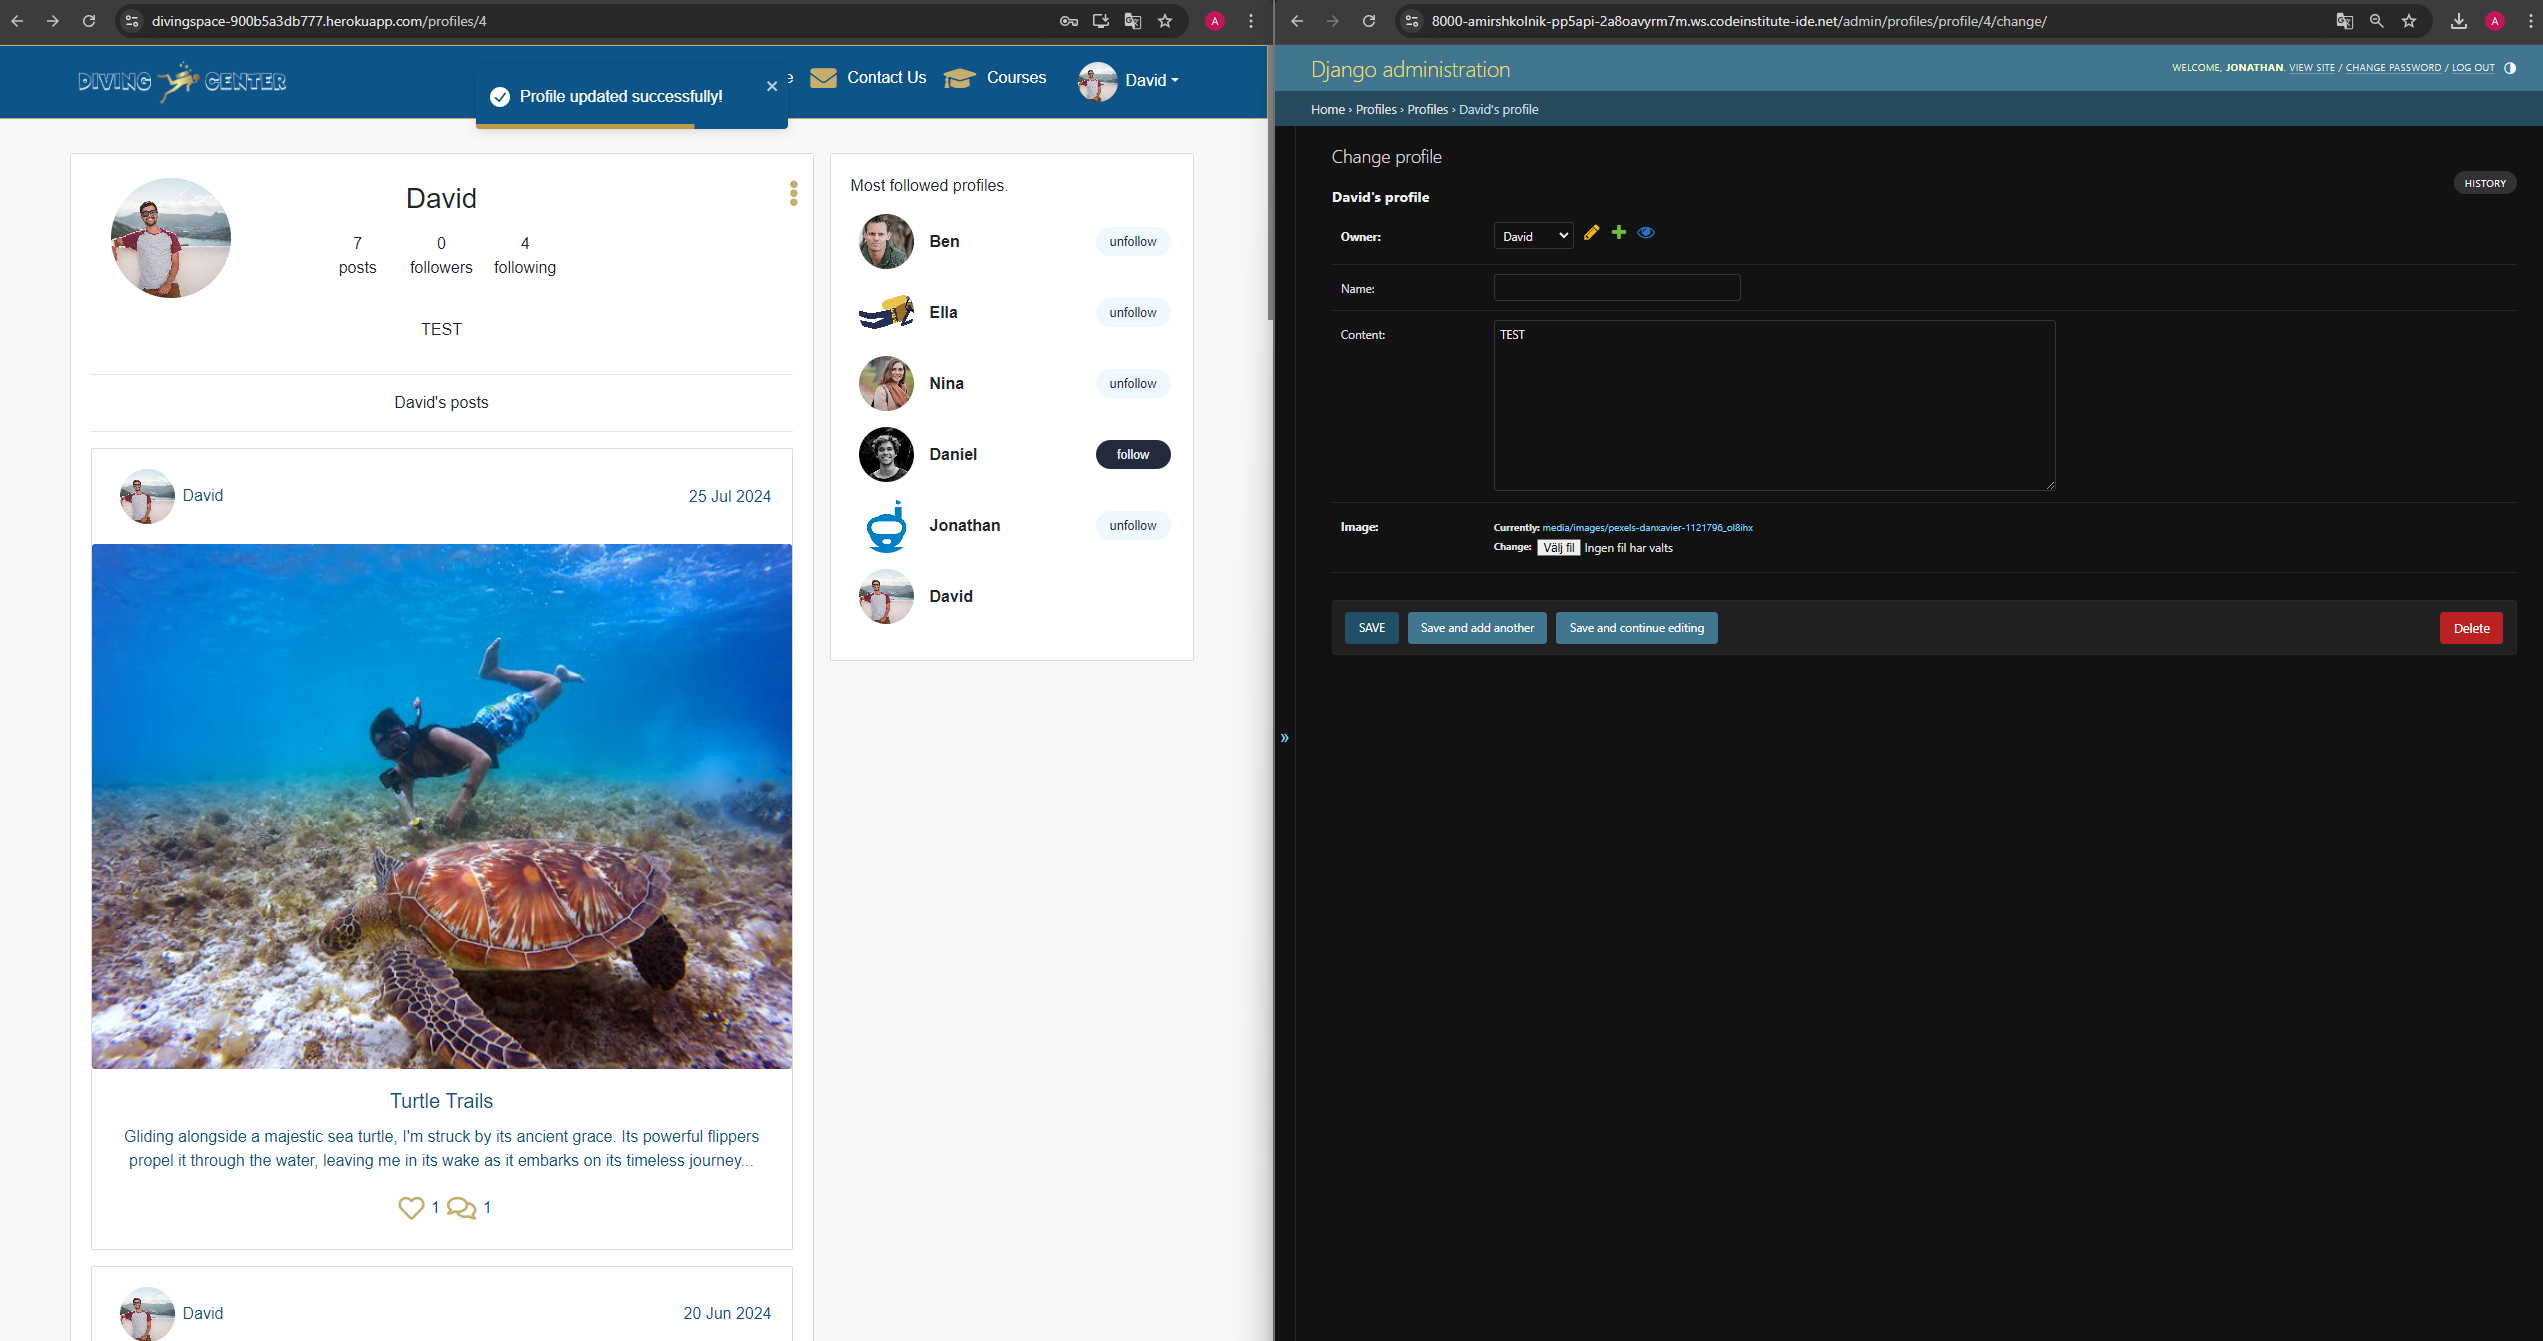 divingspace-900b5a3db777.herokuapp.com/profiles/4
A
DIVING CENTER
e
Contact Us
Courses
David
Profile updated successfully!
David
7
0
4
posts
followers
following
TEST
David's posts
David
25 Jul 2024
Turtle Trails
Gliding alongside a majestic sea turtle, I'm struck by its ancient grace. Its powerful flippers
propel it through the water, leaving me in its wake as it embarks on its timeless journey...
1
1
David
20 Jun 2024
Most followed profiles.
Ben
unfollow
Ella
unfollow
Nina
unfollow
Daniel
follow
Jonathan
unfollow
David
8000-amirshkolnik-pp5api-2a8oavyrm7m.ws.codeinstitute-ide.net/admin/profiles/profile/4/change/
A
Django administration
WELCOME, JONATHAN. VIEW SITE / CHANGE PASSWORD / LOG OUT
Home › Profiles › Profiles › David's profile
Change profile
HISTORY
David's profile
Owner:
David
Name:
Content:
TEST
Image:
Currently: media/images/pexels-danxavier-1121796_ol8ihx
Change: Välj fil Ingen fil har valts
SAVE
Save and add another
Save and continue editing
Delete
»